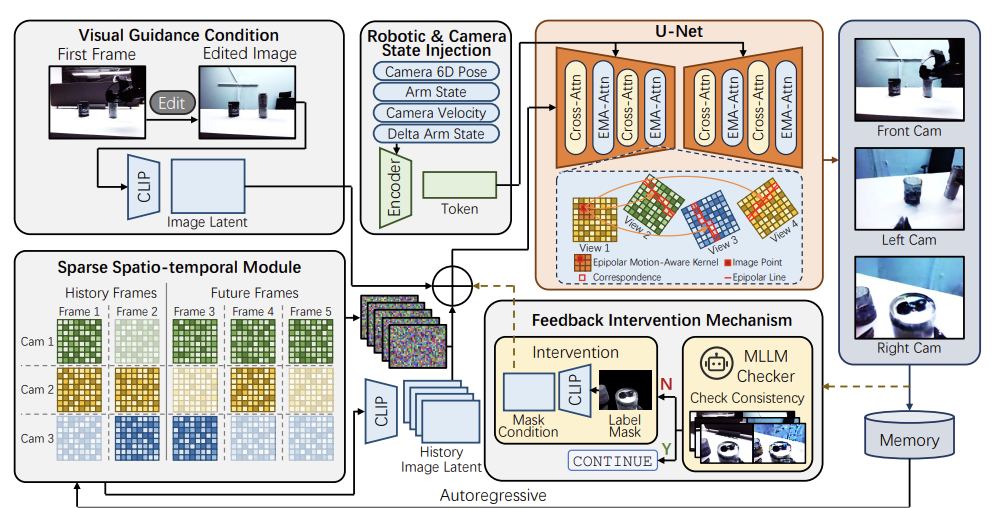 Visual Guidance Condition
First Frame
Edited Image
Edit
CLIP
Image Latent
Robotic & Camera
State Injection
Camera 6D Pose
Arm State
Camera Velocity
Delta Arm State
Encoder
Token
U-Net
Cross-Attn
EMA-Attn
Cross-Attn
EMA-Attn
Cross-Attn
EMA-Attn
Cross-Attn
EMA-Attn
View 1
View 2
View 3
View 4
Epipolar Motion-Aware Kernel
Image Point
Correspondence
Epipolar Line
Front Cam
Left Cam
Right Cam
Memory
Sparse Spatio-temporal Module
History Frames
Future Frames
Frame 1
Frame 2
Frame 3
Frame 4
Frame 5
Cam 1
Cam 2
Cam 3
CLIP
History
Image Latent
Feedback Intervention Mechanism
Intervention
CLIP
Mask
Condition
Label
Mask
N
Y
CONTINUE
MLLM
Checker
Check Consistency
Autoregressive